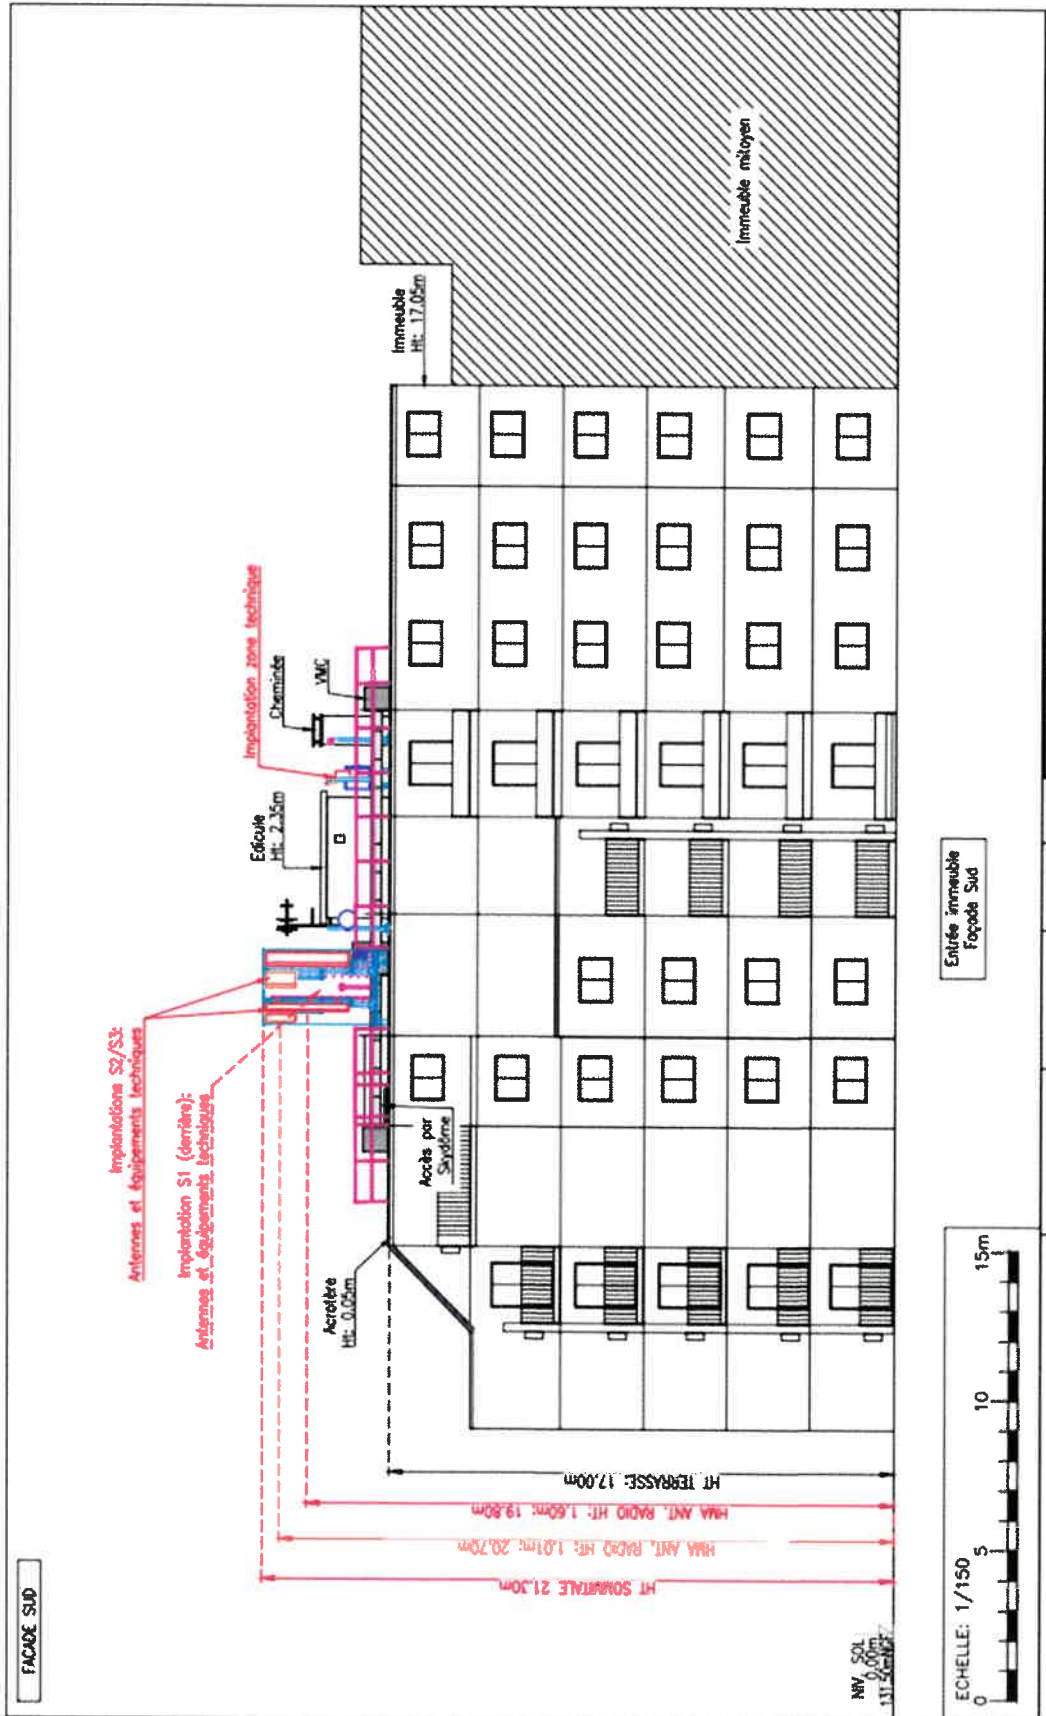 FACADE SUD
Implantations S2/S3:
Antennes et équipements techniques
Implantation S1 (derrière):
Antennes et équipements techniques
Implantation zone technique
Edicule
Ht: 2.35m
Cheminée
VMC
Immeuble
Ht: 17.05m
Immeuble mitoyen
Acrotère
Ht: 0.05m
Accès par
Skydôme
HT SOMMITALE 21.30m
HMA ANT. RADIO HT: 1.01m: 20.70m
HMA ANT. RADIO HT: 1.60m: 19.80m
HT TERRASSE: 17.00m
NIV. SOL
0.00m
131.50mNGF
Entrée immeuble
Façade Sud
ECHELLE: 1/150
0 5 10 15m